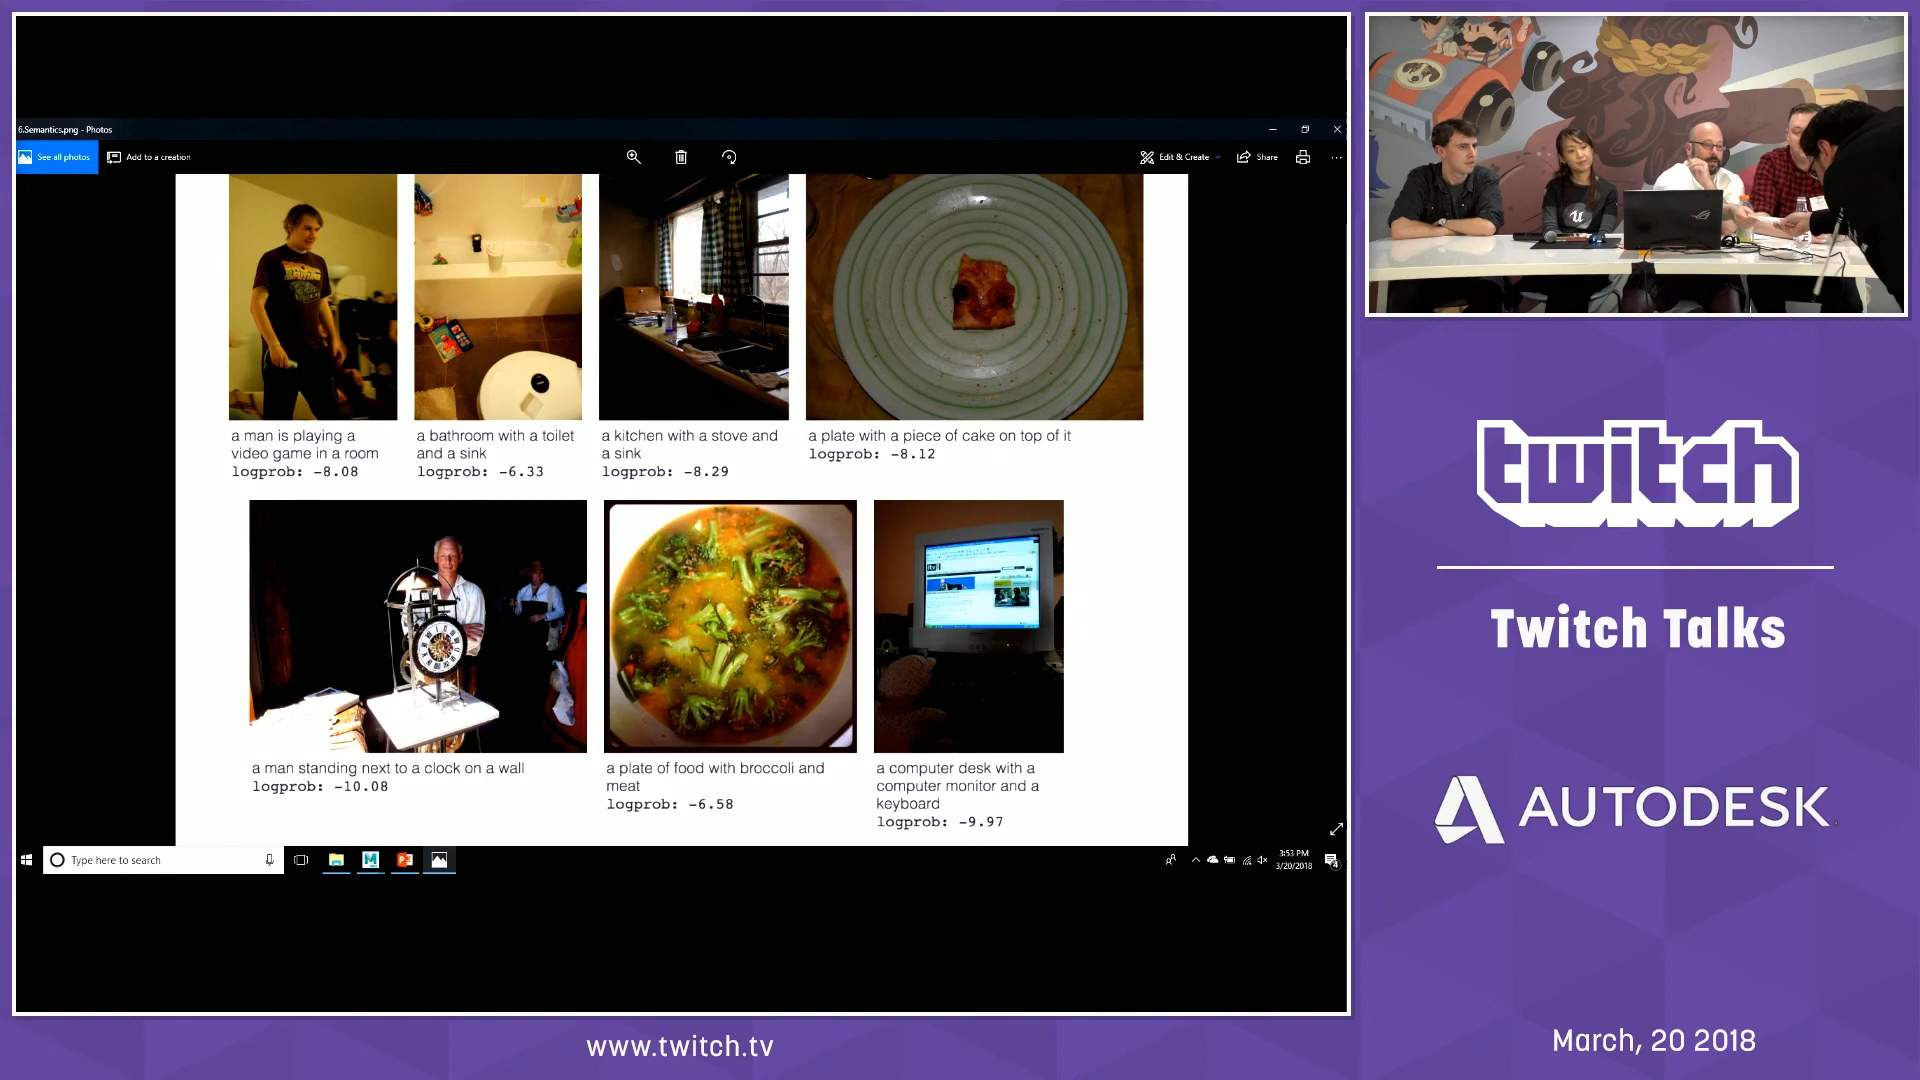 6.Semantics.png - Photos
See all photos
Add to a creation
Edit & Create
Share
a man is playing a
video game in a room
logprob: -8.08
a bathroom with a toilet
and a sink
logprob: -6.33
a kitchen with a stove and
a sink
logprob: -8.29
a plate with a piece of cake on top of it
logprob: -8.12
a man standing next to a clock on a wall
logprob: -10.08
a plate of food with broccoli and
meat
logprob: -6.58
a computer desk with a
computer monitor and a
keyboard
logprob: -9.97
Type here to search
3:53 PM
3/20/2018
4
twitch
Twitch Talks
AUTODESK
www.twitch.tv
March, 20 2018